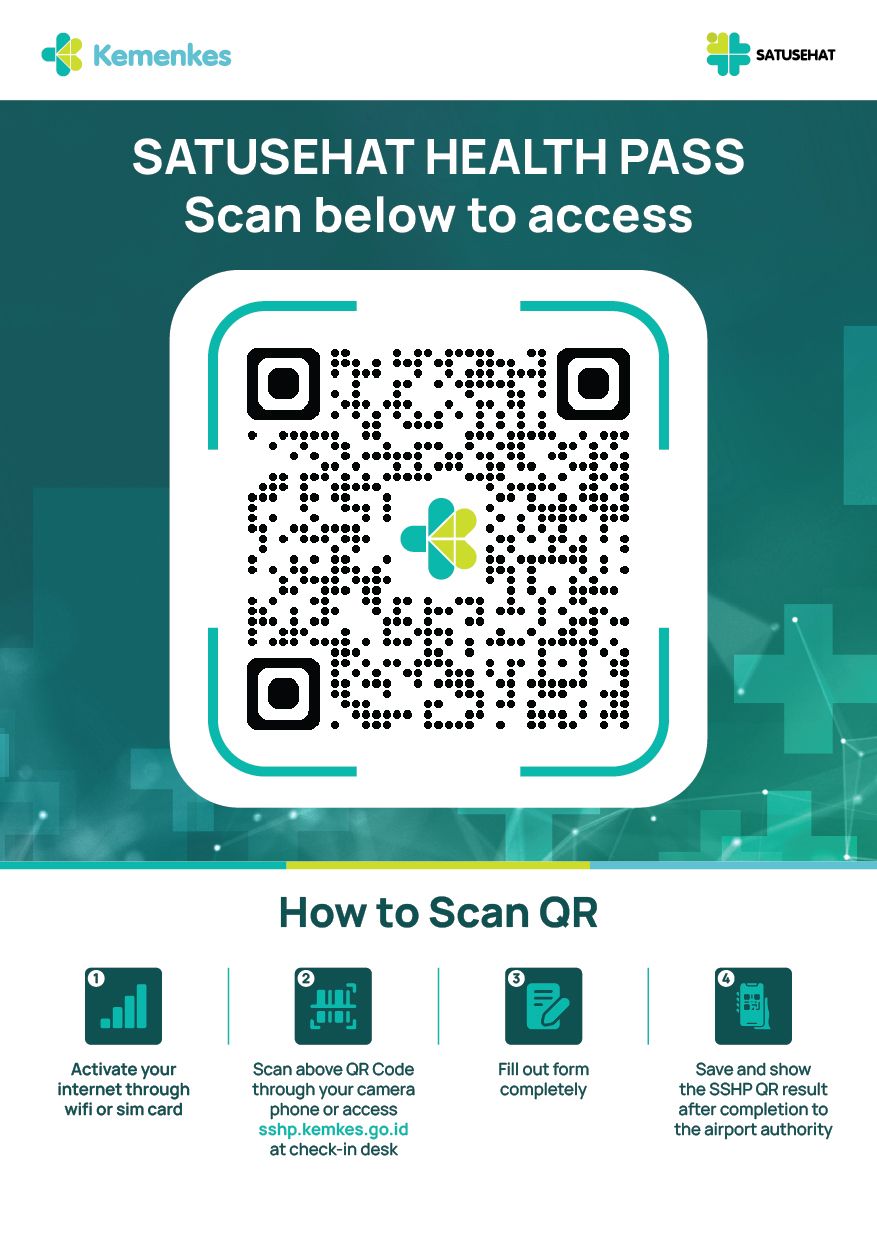 Kemenkes
SATUSEHAT
SATUSEHAT HEALTH PASS
Scan below to access
How to Scan QR
1
Activate your
internet through
wifi or sim card
2
Scan above QR Code
through your camera
phone or access
sshp.kemkes.go.id
at check-in desk
3
Fill out form
completely
4
Save and show
the SSHP QR result
after completion to
the airport authority